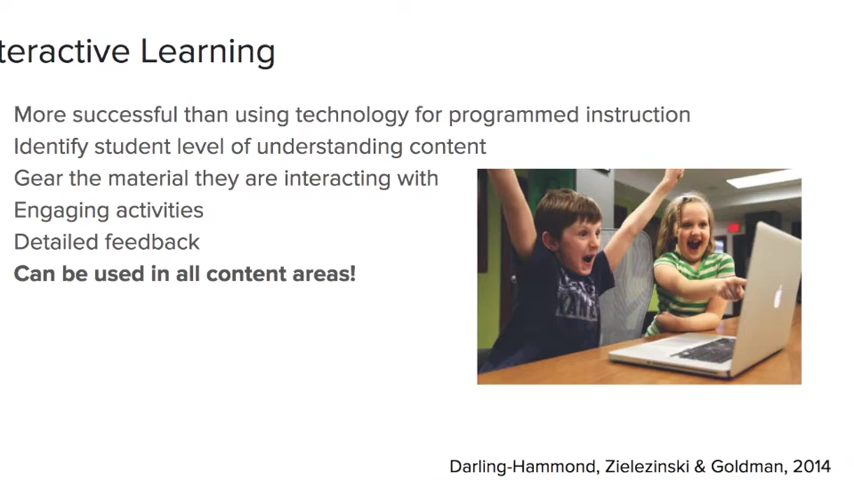 teractive Learning
More successful than using technology for programmed instruction
Identify student level of understanding content
Gear the material they are interacting with
Engaging activities
Detailed feedback
Can be used in all content areas!
Darling-Hammond, Zielezinski & Goldman, 2014